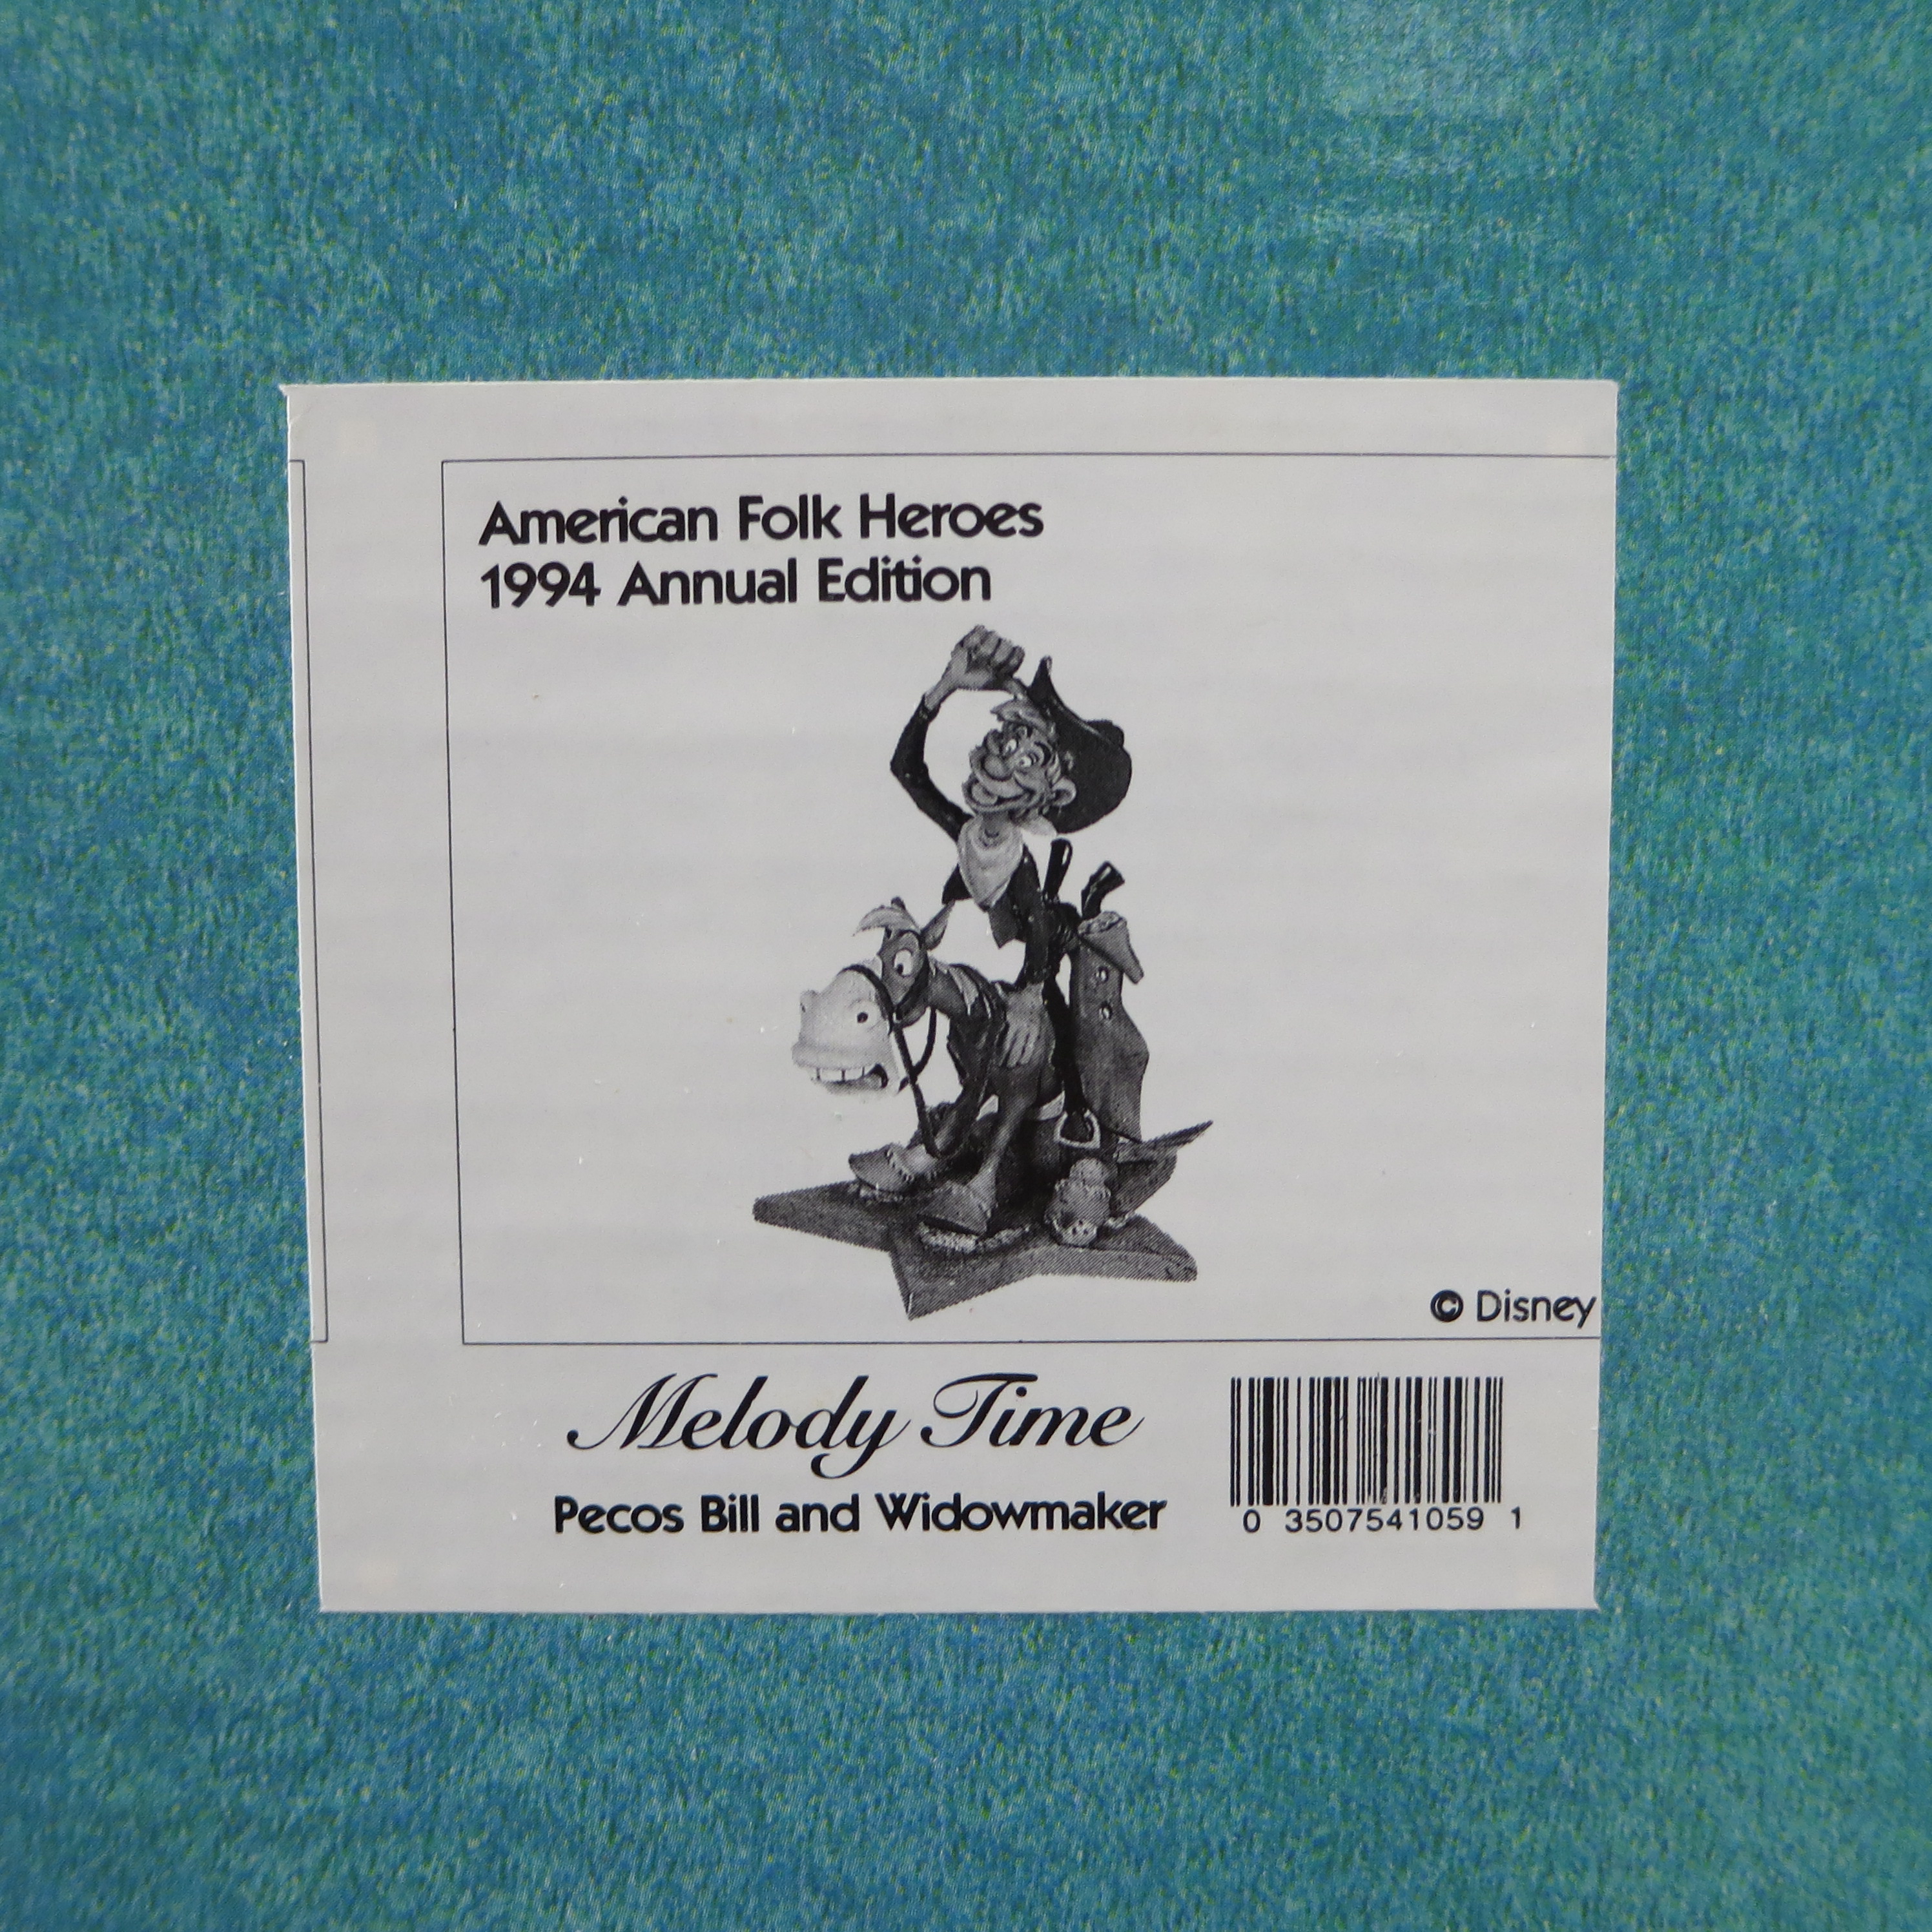 American Folk Heroes
1994 Annual Edition
© Disney
Melody Time
Pecos Bill and Widowmaker
0 3507541059 1